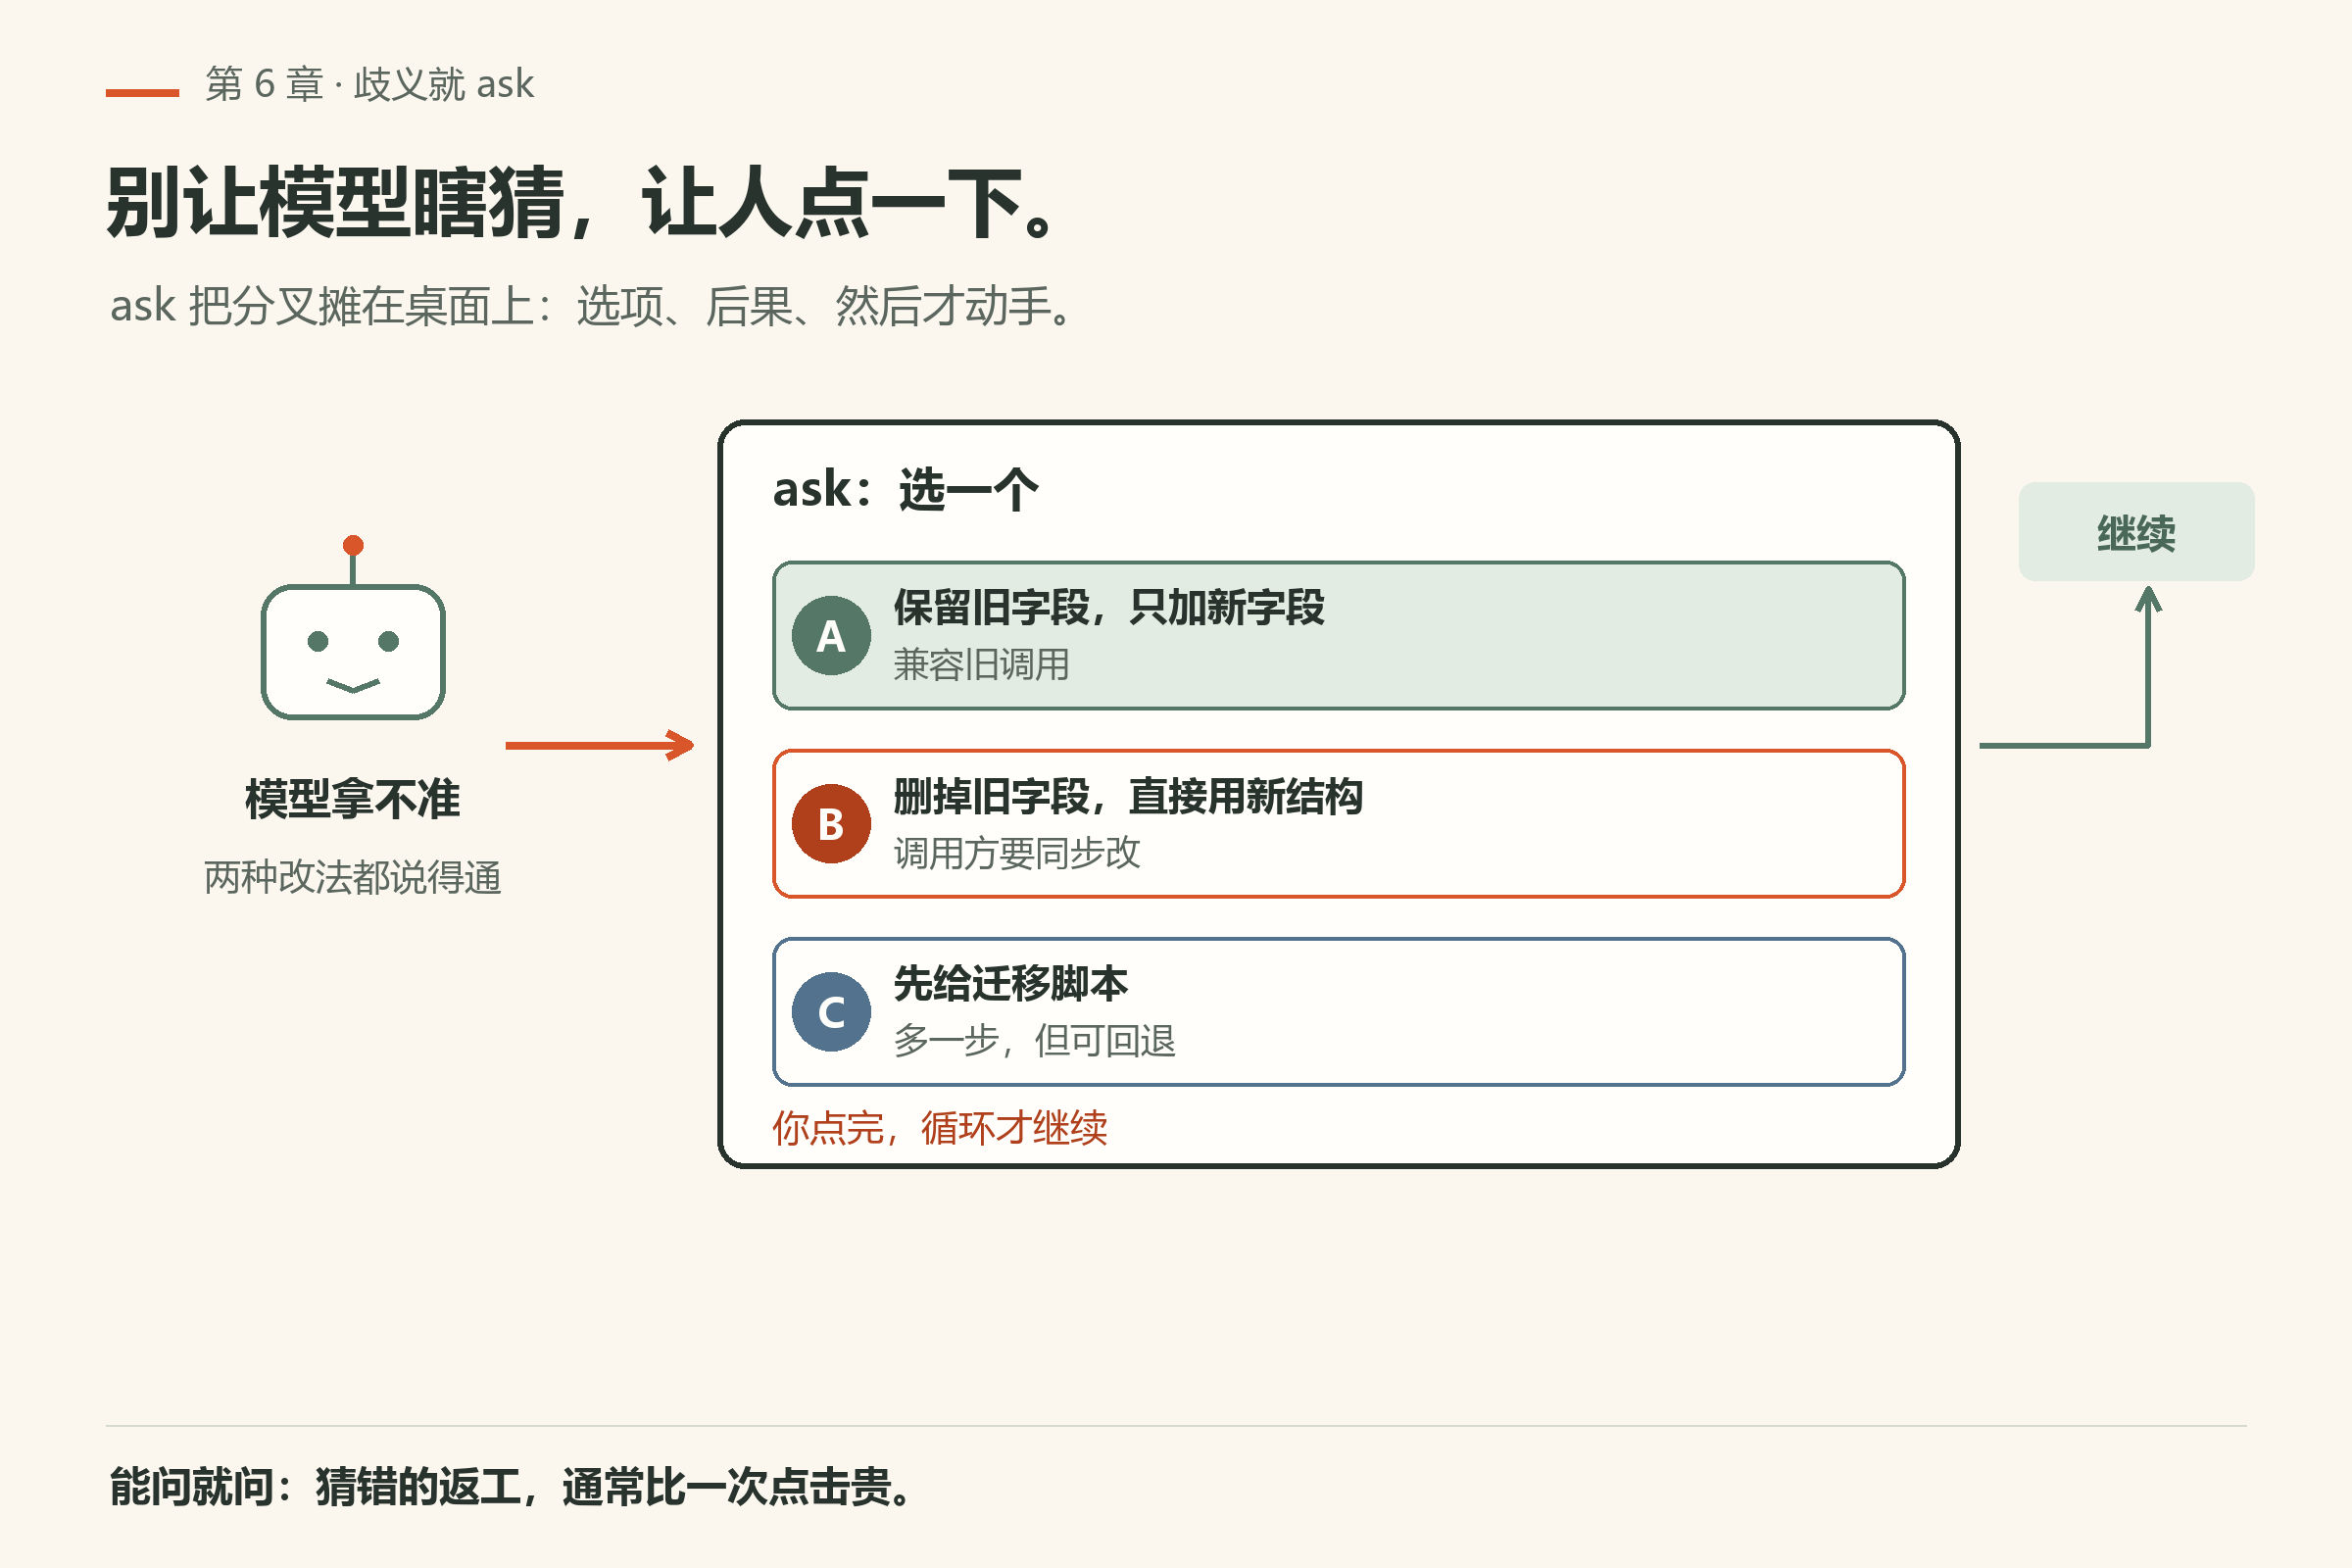 第 6 章 · 歧义就 ask
别让模型瞎猜，让人点一下。
ask 把分叉摊在桌面上：选项、后果、然后才动手。
模型拿不准
两种改法都说得通
ask：选一个
A
保留旧字段，只加新字段
兼容旧调用
B
删掉旧字段，直接用新结构
调用方要同步改
C
先给迁移脚本
多一步，但可回退
你点完，循环才继续
继续
能问就问：猜错的返工，通常比一次点击贵。